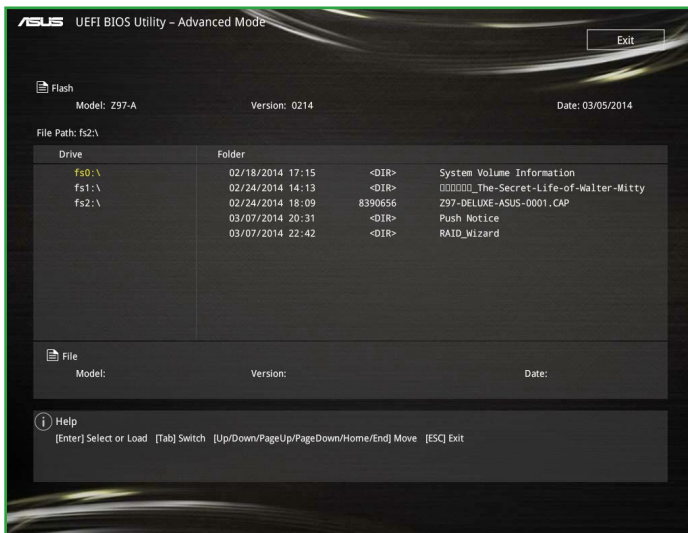 ASUS UEFI BIOS Utility – Advanced Mode
Exit
Flash
Model: Z97-A Version: 0214 Date: 03/05/2014
File Path: fs2:\
Drive Folder
fs0:\ 02/18/2014 17:15 <DIR> System Volume Information
fs1:\ 02/24/2014 14:13 <DIR> □□□□□□_The-Secret-Life-of-Walter-Mitty
fs2:\ 02/24/2014 18:09 8390656 Z97-DELUXE-ASUS-0001.CAP
03/07/2014 20:31 <DIR> Push Notice
03/07/2014 22:42 <DIR> RAID_Wizard
File
Model: Version: Date:
Help
[Enter] Select or Load [Tab] Switch [Up/Down/PageUp/PageDown/Home/End] Move [ESC] Exit